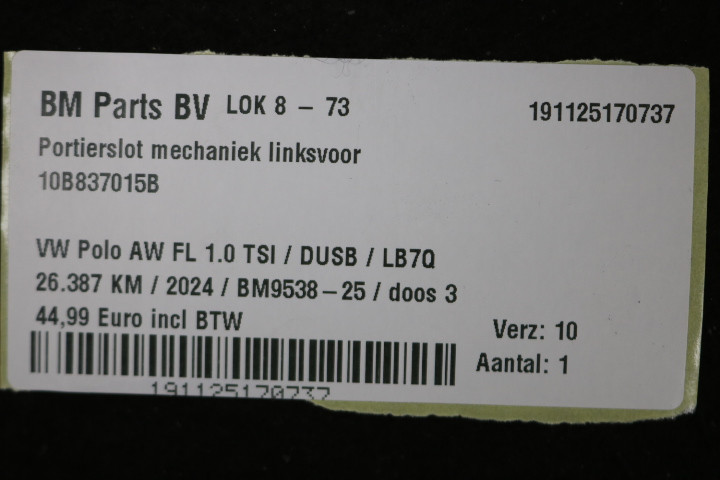 BM Parts BV LOK 8 - 73 191125170737
Portierslot mechaniek linksvoor
10B837015B
VW Polo AW FL 1.0 TSI / DUSB / LB7Q
26.387 KM / 2024 / BM9538-25 / doos 3
44,99 Euro incl BTW
Verz: 10
Aantal: 1
191125170737